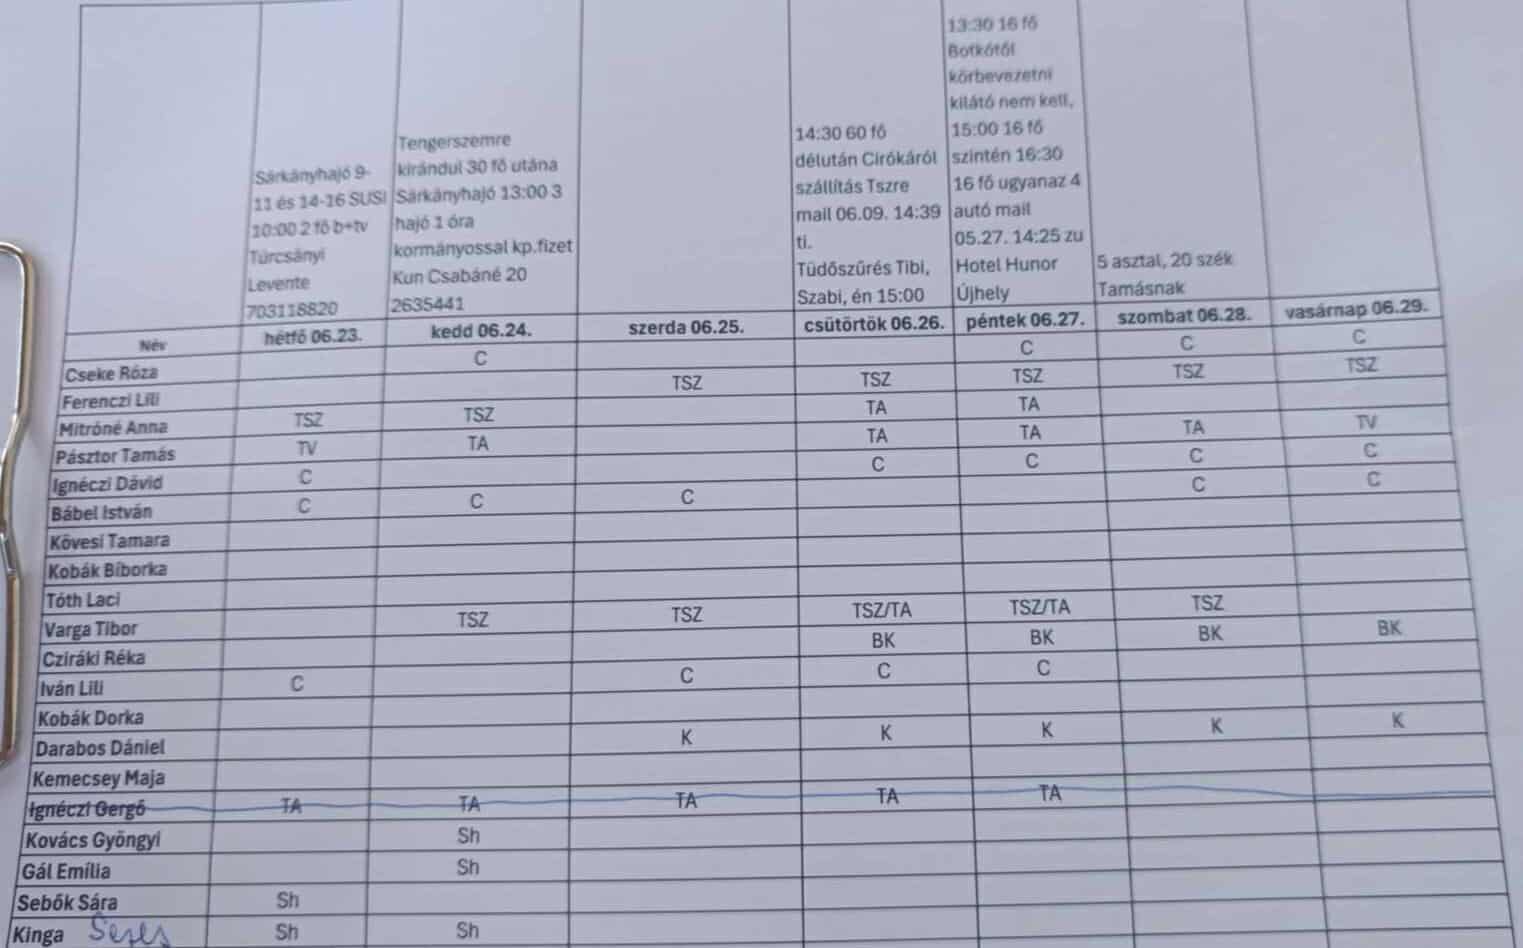 Sárkányhajó 9-
11 és 14-16 SUSI
10:00 2 fő b+tv
Túrcsányi
Levente
703118820
Tengerszemre
kirándul 30 fő utána
Sárkányhajó 13:00 3
hajó 1 óra
kormányossal kp.fizet
Kun Csabáné 20
2635441
14:30 60 fő
délután Cirókáról
szállítás Tszre
mail 06.09. 14:39
ti.
Tüdőszűrés Tibi,
Szabi, én 15:00
13:30 16 fő
Botkőtől
körbevezetni
kilátó nem kell,
15:00 16 fő
szintén 16:30
16 fő ugyanaz 4
autó mail
05.27. 14:25 zu
Hotel Hunor
Újhely
5 asztal, 20 szék
Tamásnak
Név hétfő 06.23. kedd 06.24. szerda 06.25. csütörtök 06.26. péntek 06.27. szombat 06.28. vasárnap 06.29.
Cseke Róza C C C C
Ferenczi Lili TSZ TSZ TSZ TSZ TSZ
Mitróné Anna TSZ TSZ TA TA
Pásztor Tamás TV TA TA TA TA TV
Ignéczi Dávid C C C C C
Bábel István C C C C C
Kövesi Tamara
Kobák Bíborka
Tóth Laci
Varga Tibor TSZ TSZ TSZ/TA TSZ/TA TSZ
Cziráki Réka BK BK BK BK
Iván Lili C C C C
Kobák Dorka
Darabos Dániel K K K K K
Kemecsey Maja
Ignéczi Gergő TA TA TA TA TA
Kovács Gyöngyi Sh
Gál Emília Sh
Sebők Sára Sh
Kinga Sh Sh